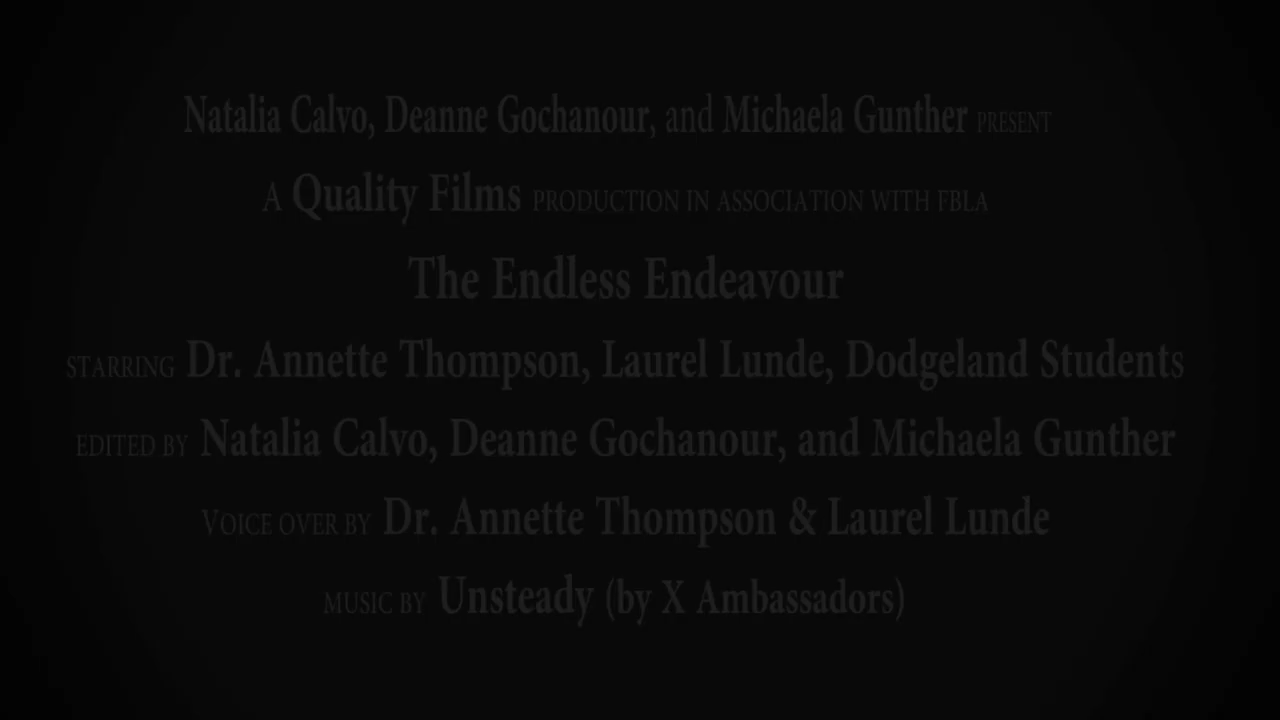 Natalia Calvo, Deanne Gochanour, and Michaela Gunther PRESENT
A Quality Films PRODUCTION IN ASSOCIATION WITH FBLA
The Endless Endeavour
STARRING Dr. Annette Thompson, Laurel Lunde, Dodgeland Students
EDITED BY Natalia Calvo, Deanne Gochanour, and Michaela Gunther
VOICE OVER BY Dr. Annette Thompson & Laurel Lunde
MUSIC BY Unsteady (by X Ambassadors)